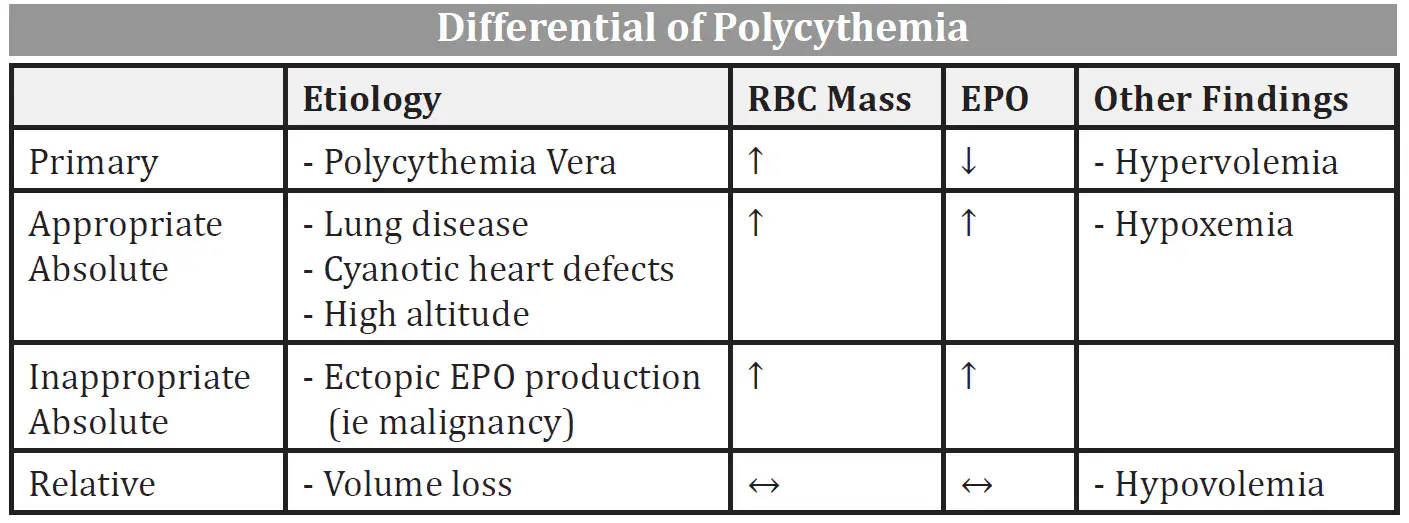 Differential of Polycythemia
Etiology RBC Mass EPO Other Findings
Primary - Polycythemia Vera ↑ ↓ - Hypervolemia
Appropriate - Lung disease ↑ ↑ - Hypoxemia
Absolute - Cyanotic heart defects
- High altitude
Inappropriate - Ectopic EPO production ↑ ↑
Absolute (ie malignancy)
Relative - Volume loss ↔ ↔ - Hypovolemia